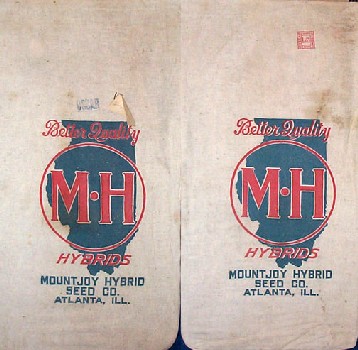 Better Quality
M·H
HYBRIDS
MOUNTJOY HYBRID
SEED CO.
ATLANTA, ILL.
Better Quality
M·H
HYBRIDS
MOUNTJOY HYBRID
SEED CO.
ATLANTA, ILL.